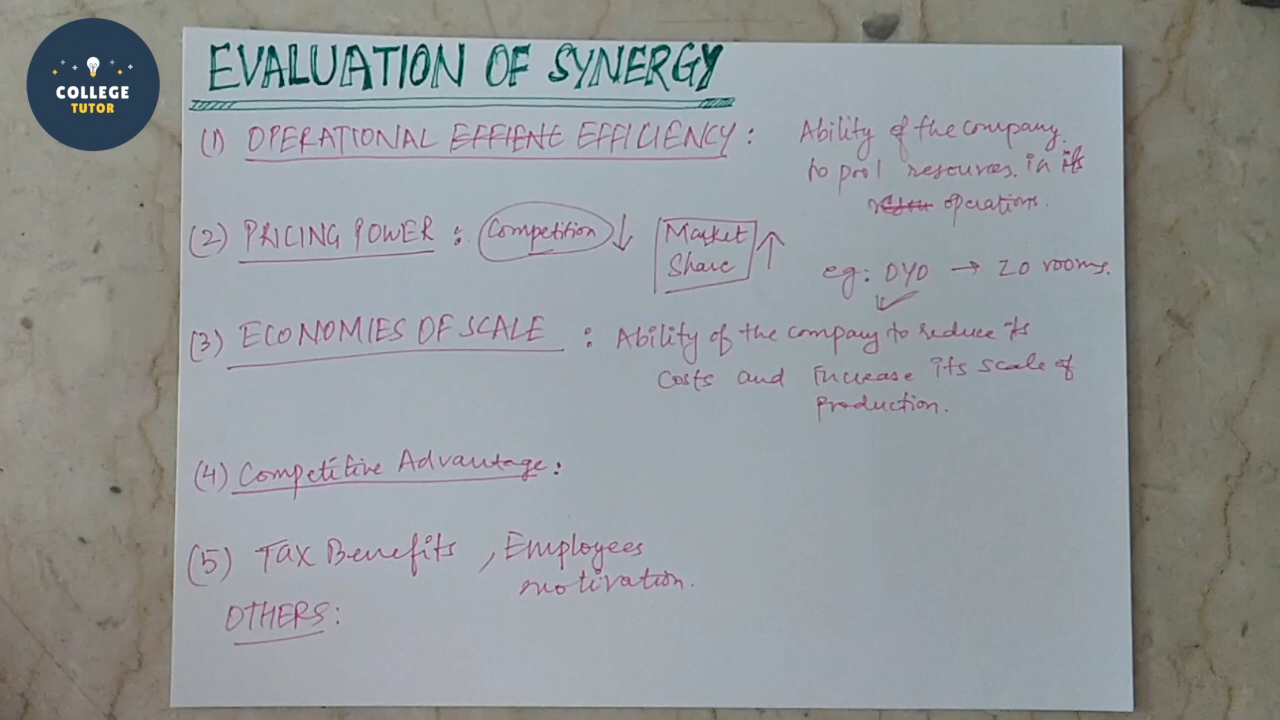 COLLEGE
TUTOR
EVALUATION OF SYNERGY
(1) OPERATIONAL EFFIENT EFFICIENCY : Ability of the company
to pool resources. in its
operations.
(2) PRICING POWER : Competition ↓ Market Share ↑
eg: OYO → ZO rooms.
(3) ECONOMIES OF SCALE : Ability of the company to reduce its
costs and increase its scale of
production.
(4) Competitive Advantage :
(5) Tax Benefits , Employees
motivation.
OTHERS :